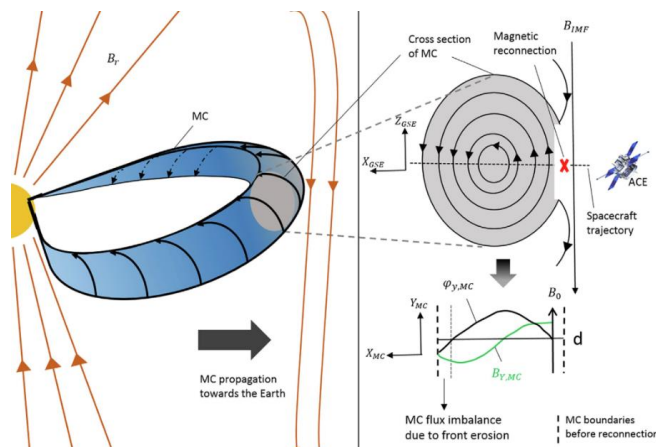 B_r
MC
MC propagation
towards the Earth
Cross section
of MC
Magnetic
reconnection
B_IMF
Z_GSE
X_GSE
ACE
Spacecraft
trajectory
φ_y,MC
Y_MC
B_0
d
X_MC
B_Y,MC
MC flux imbalance
due to front erosion
MC boundaries
before reconnection